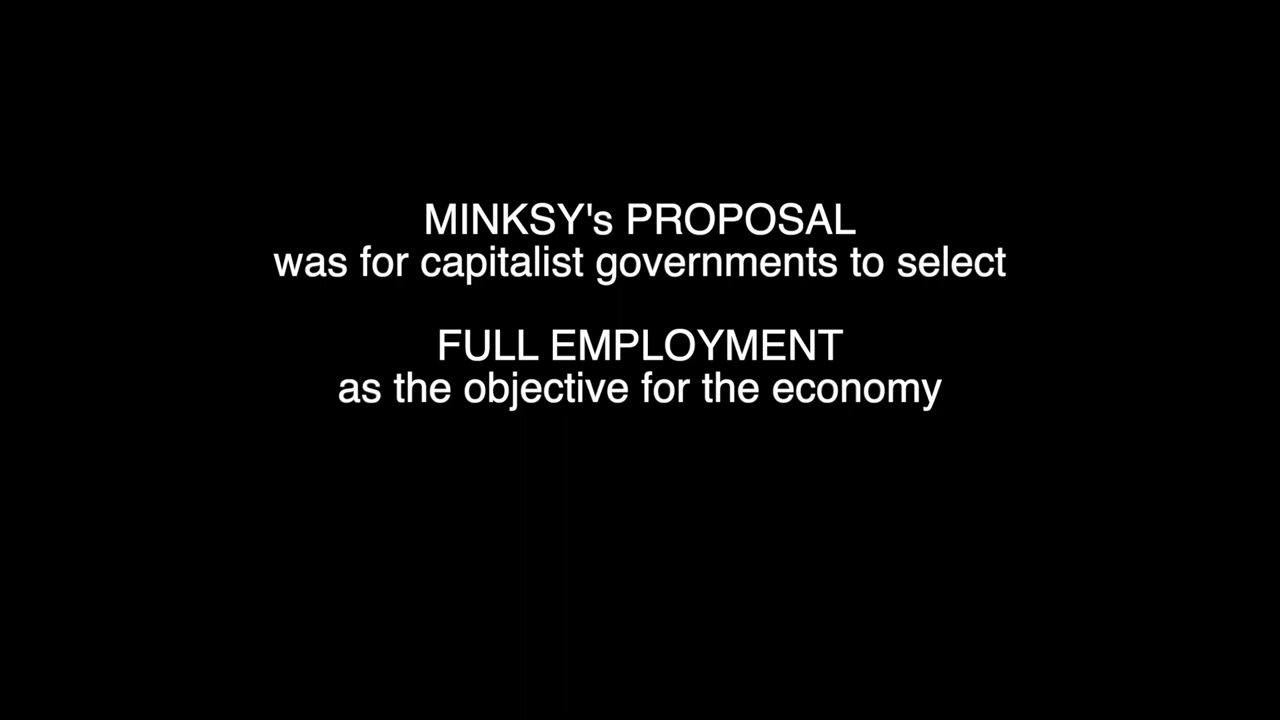 MINKSY's PROPOSAL
was for capitalist governments to select
FULL EMPLOYMENT
as the objective for the economy